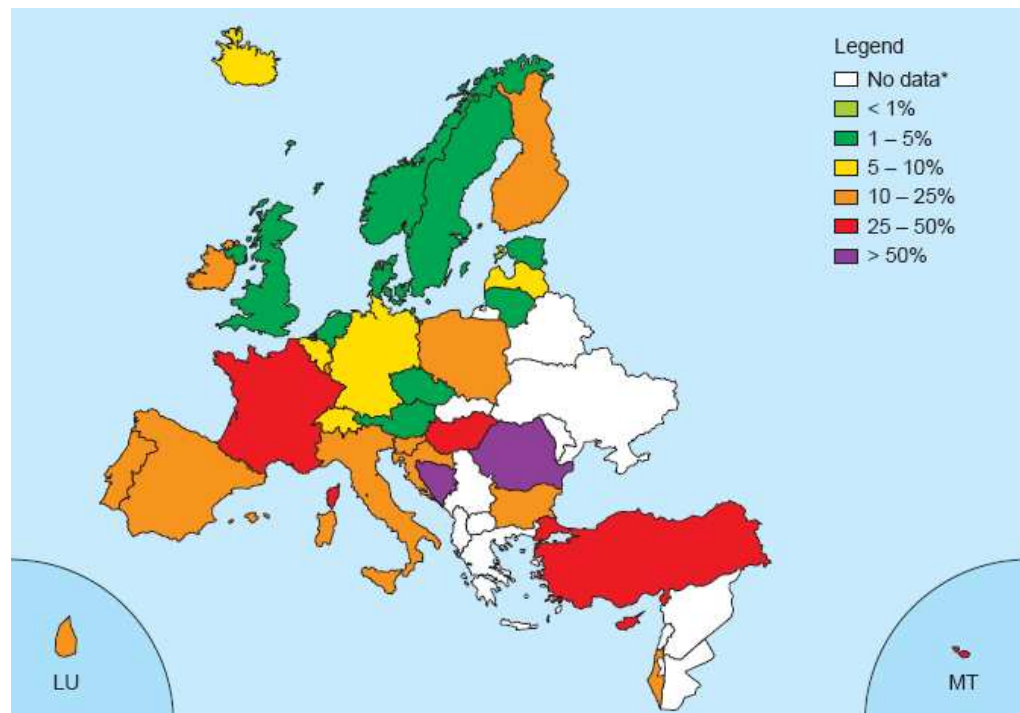 Legend
No data*
< 1%
1 – 5%
5 – 10%
10 – 25%
25 – 50%
> 50%
LU
MT